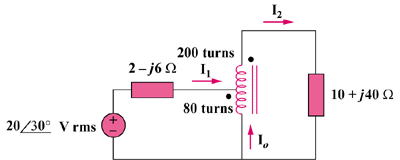 I₂
200 turns
2 – j6 Ω
I₁
10 + j40 Ω
80 turns
20/30° V rms
+
–
Iₒ